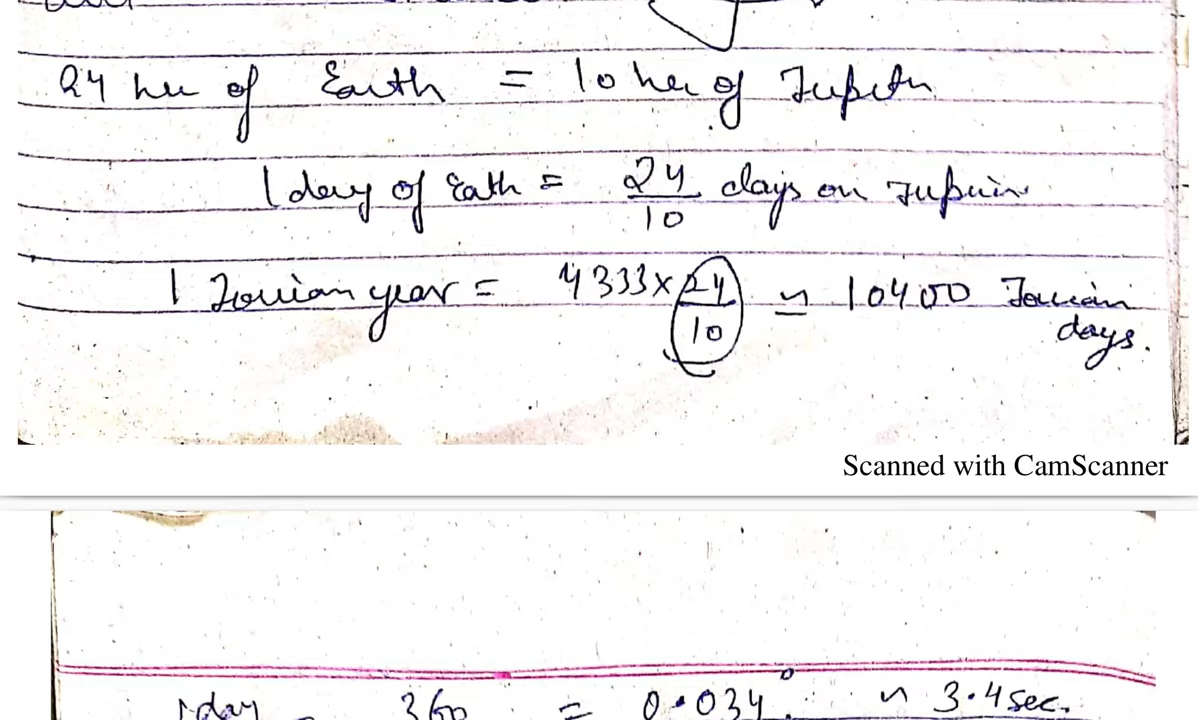 24 hr of Earth = 10 hr of Jupiter
1 day of Earth = 24/10 days on Jupiter
1 Jovian year = 4333 × 24/10 ≃ 10400 Jovian days.
Scanned with CamScanner
1 day = 360 = 0.034° ~ 3.4 sec.